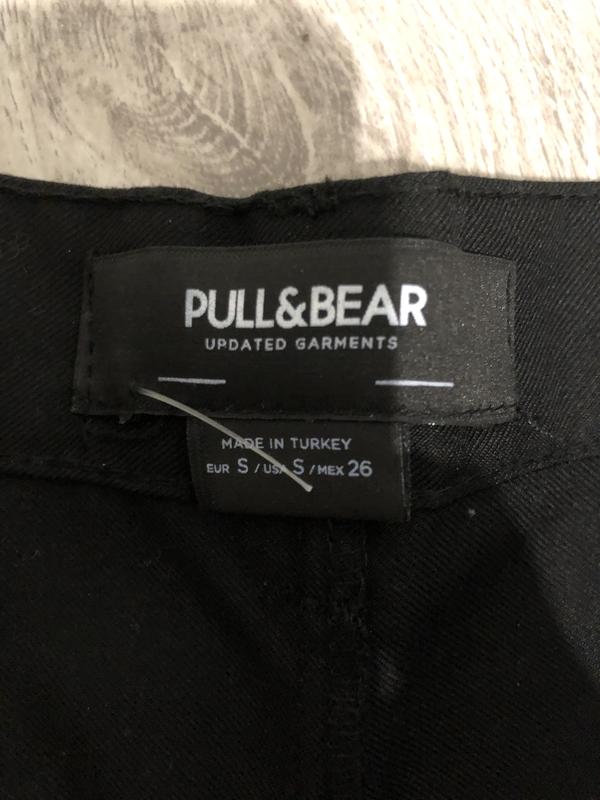 PULL&BEAR
UPDATED GARMENTS
MADE IN TURKEY
EUR S / USA S / MEX 26